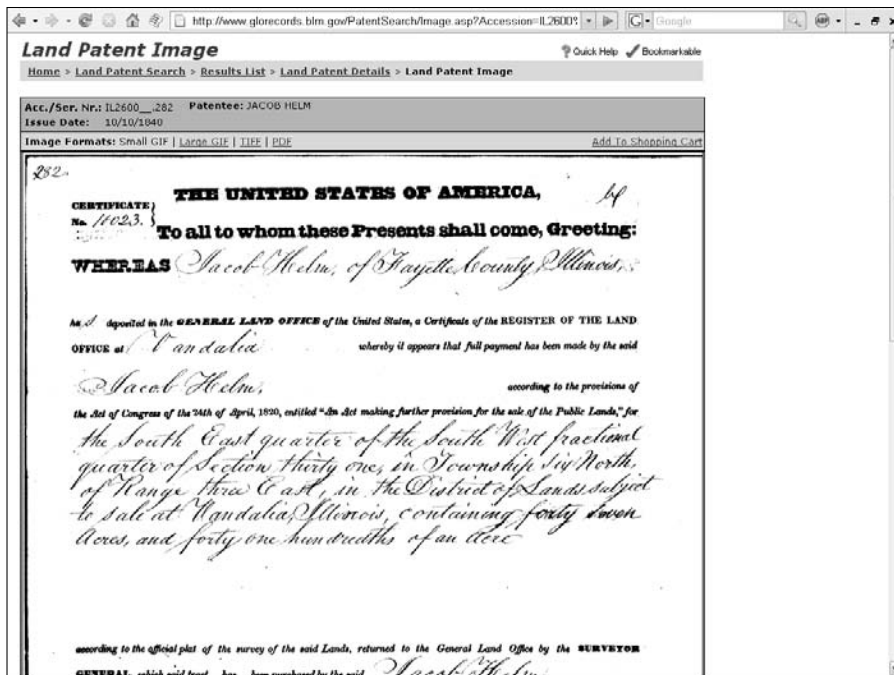 http://www.glorecords.blm.gov/PatentSearch/Image.asp?Accession=IL2600% Google
Land Patent Image Quick Help Bookmarkable
Home > Land Patent Search > Results List > Land Patent Details > Land Patent Image
Acc./Ser. Nr.: IL2600__.282 Patentee: JACOB HELM
Issue Date: 10/10/1840
Image Formats: Small GIF | Large GIF | TIFF | PDF Add To Shopping Cart
282
THE UNITED STATES OF AMERICA,
CERTIFICATE
No.
To all to whom these Presents shall come, Greeting:
WHEREAS Jacob Helm, of Fayette County, Illinois,
has deposited in the GENERAL LAND OFFICE of the United States, a Certificate of the REGISTER OF THE LAND
OFFICE at Vandalia whereby it appears that full payment has been made by the said
Jacob Helm, according to the provisions of
the Act of Congress of the 24th of April, 1820, entitled "An Act making further provision for the sale of the Public Lands," for
the South East quarter of the South West fractional
quarter of Section thirty one, in Township six North,
of Range three East, in the District of Lands subject
to sale at Vandalia, Illinois, containing forty seven
Acres, and forty one hundredths of an Acre
according to the official plat of the survey of the said Lands, returned to the General Land Office by the SURVEYOR
GENERAL, which said tract has been purchased by the said Jacob Helm